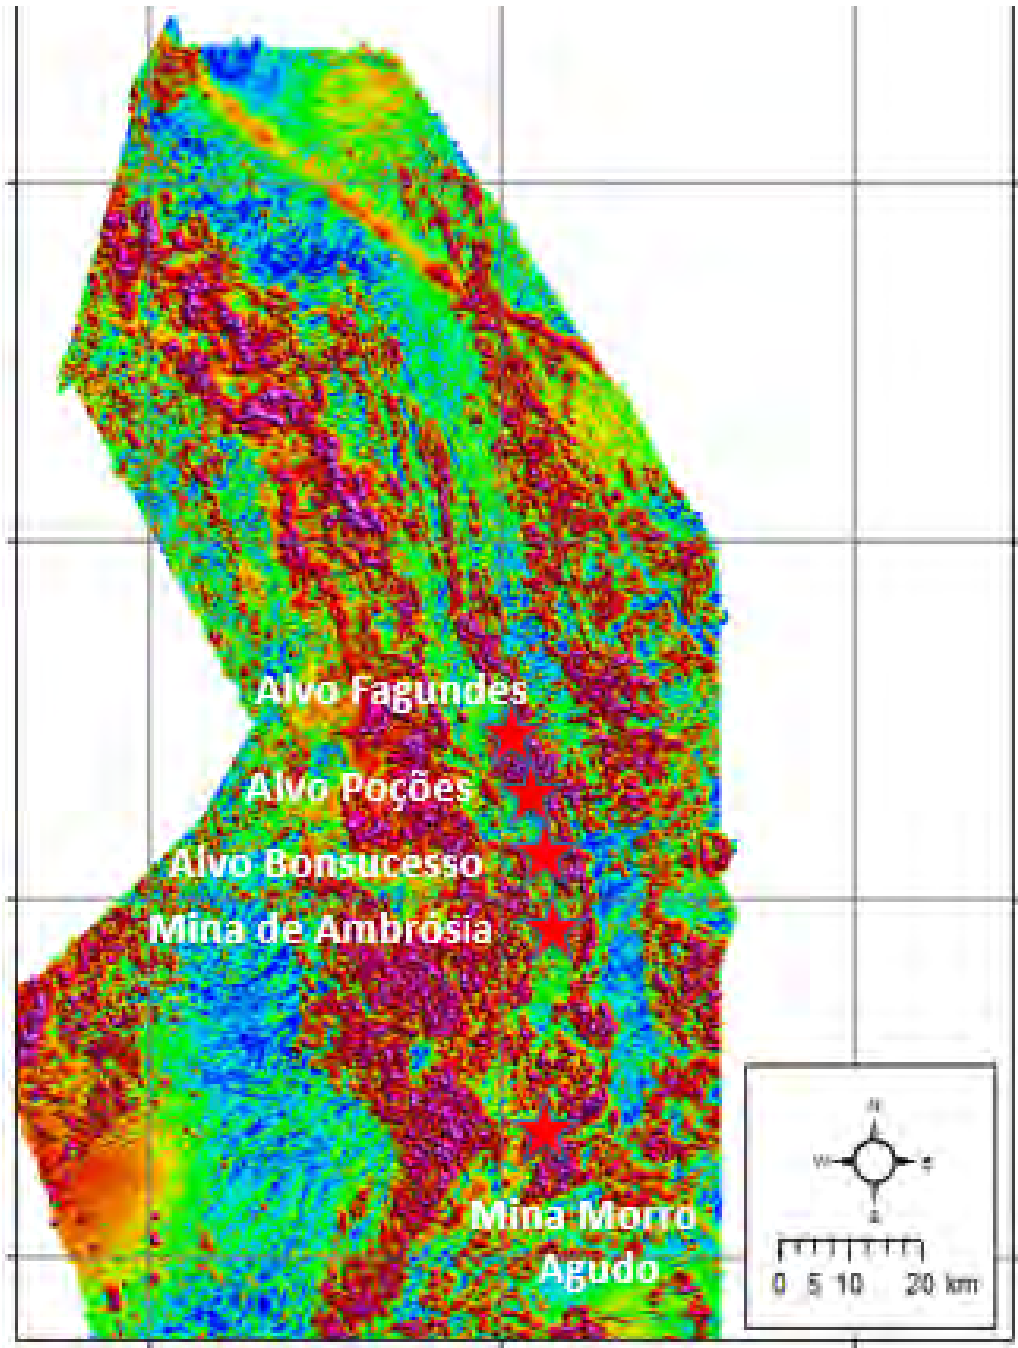 Alvo Fagundes
Alvo Poções
Alvo Bonsucesso
Mina de Ambrósia
Mina Morro
Agudo
N
W
E
S
0 5 10 20 km